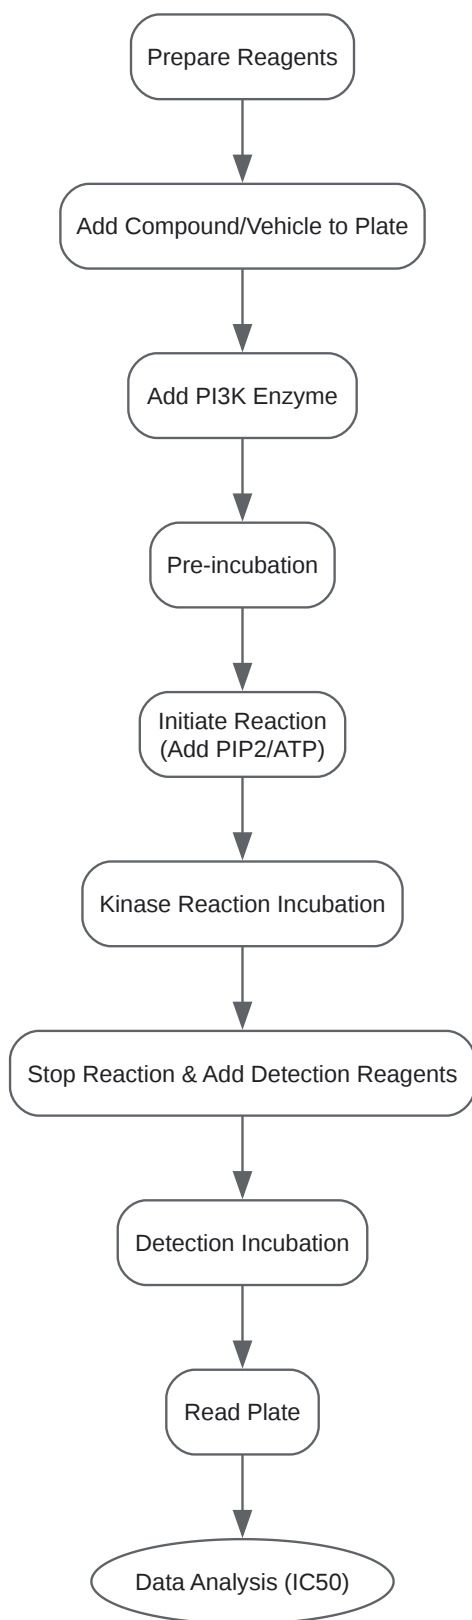 Prepare Reagents
Add Compound/Vehicle to Plate
Add PI3K Enzyme
Pre-incubation
Initiate Reaction
(Add PIP2/ATP)
Kinase Reaction Incubation
Stop Reaction & Add Detection Reagents
Detection Incubation
Read Plate
Data Analysis (IC50)